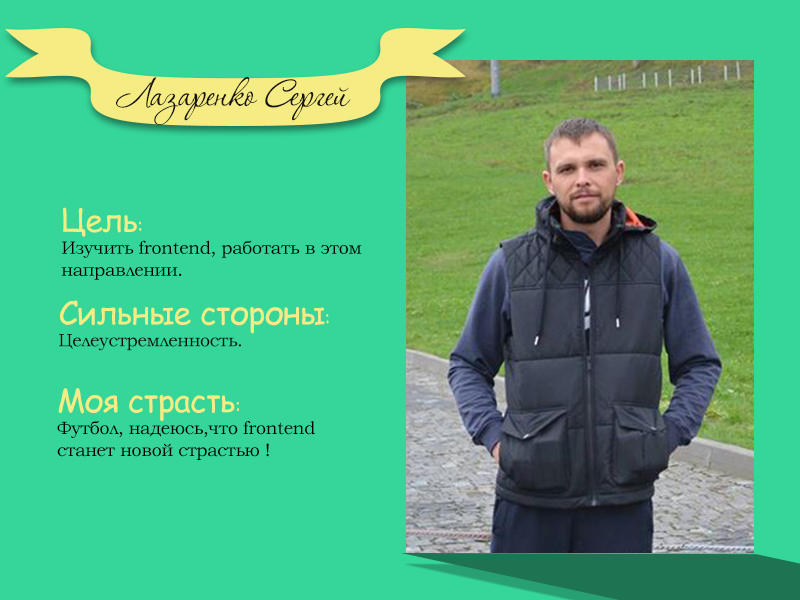 Лазаренко Сергей
Цель:
Изучить frontend, работать в этом
направлении.
Сильные стороны:
Целеустремленность.
Моя страсть:
Футбол, надеюсь,что frontend
станет новой страстью !